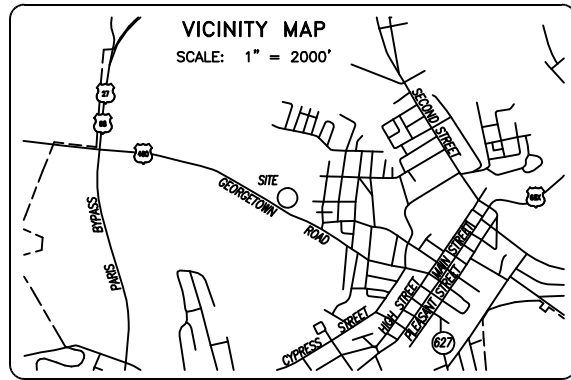 VICINITY MAP
SCALE: 1" = 2000'
27
68
460
SECOND STREET
SITE
GEORGETOWN
ROAD
68X
BYPASS
PARIS
MAIN STREET
HIGH STREET
PLEASANT STREET
CYPRESS STREET
627